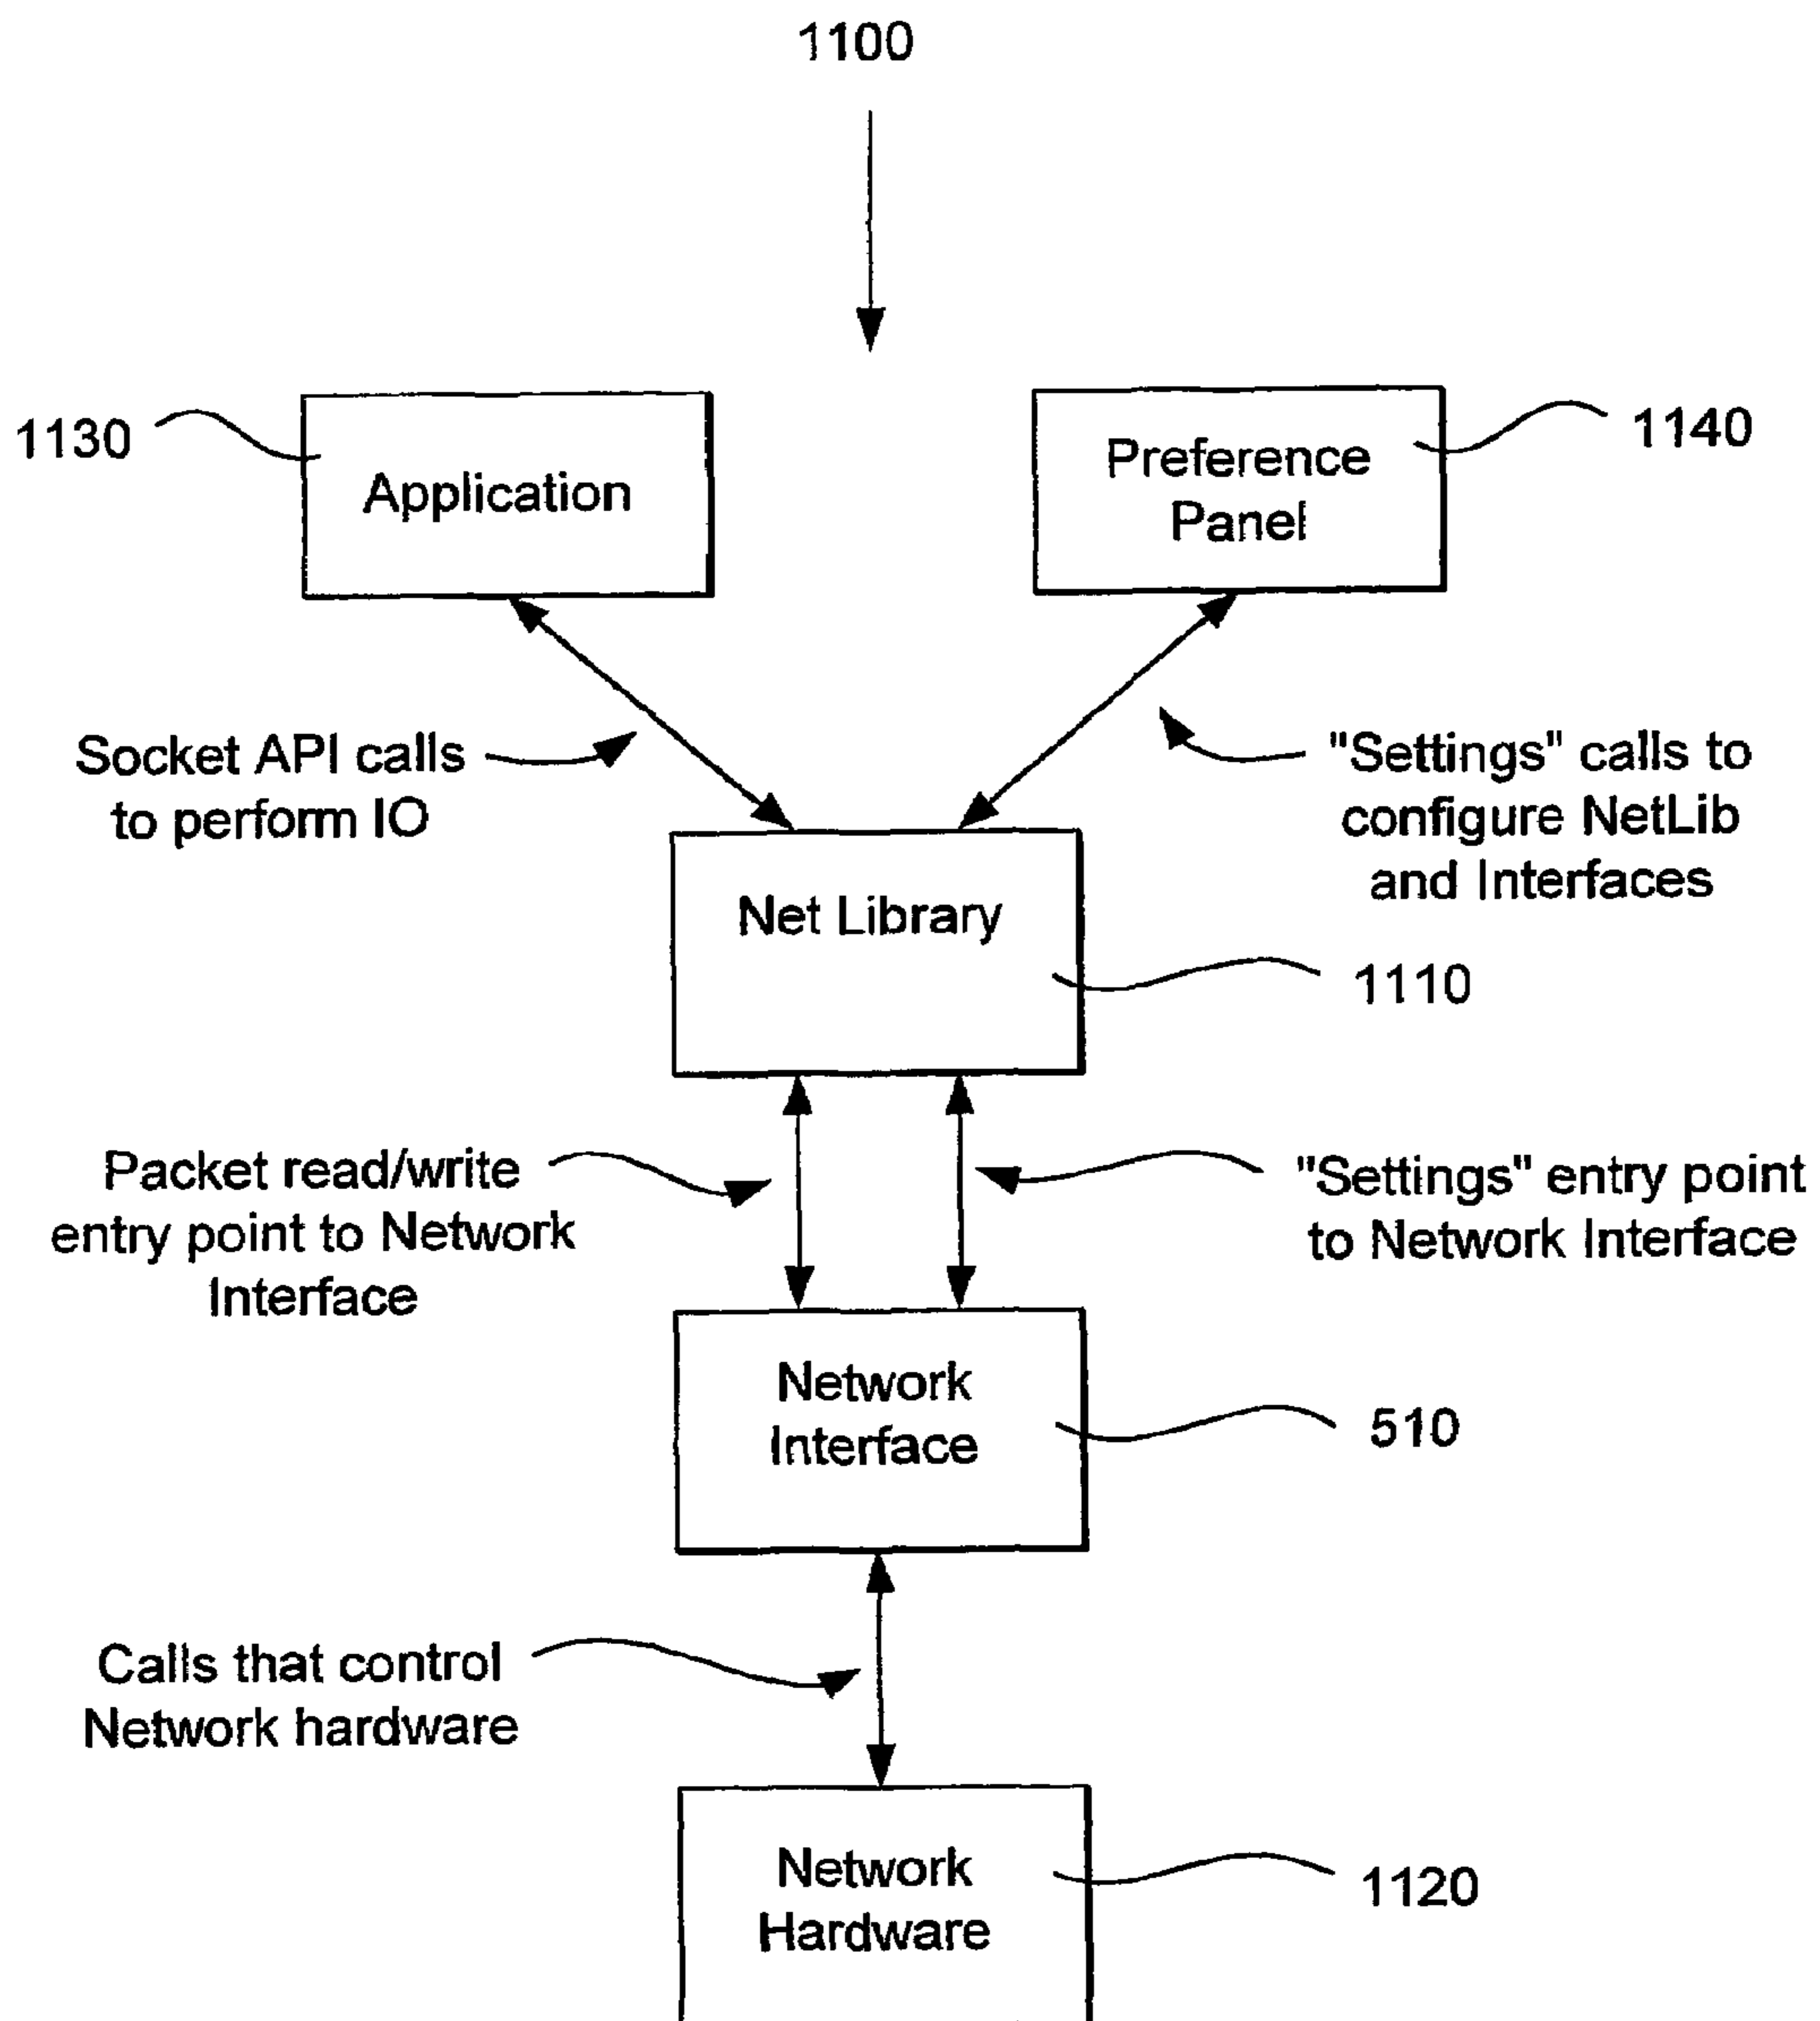 1100
1130
Application
Preference
Panel
1140
Socket API calls
to perform IO
"Settings" calls to
configure NetLib
and Interfaces
Net Library
1110
Packet read/write
entry point to Network
Interface
"Settings" entry point
to Network Interface
Network
Interface
510
Calls that control
Network hardware
Network
Hardware
1120